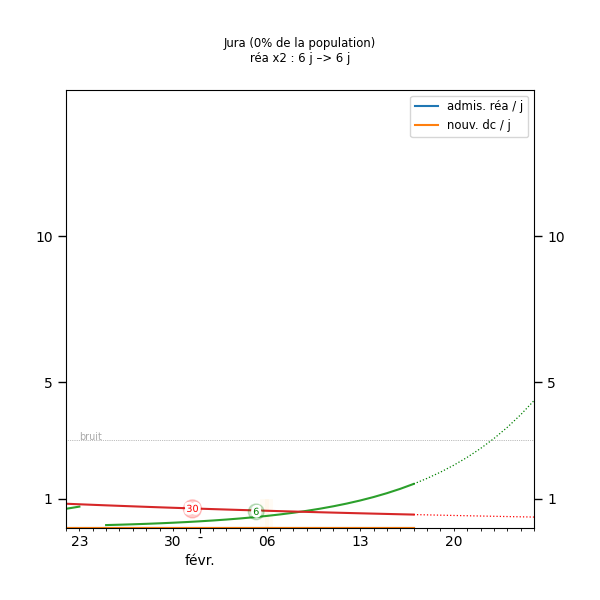 Jura (0% de la population)
réa x2 : 6 j –> 6 j
admis. réa / j
nouv. dc / j
10 10
5 5
bruit
1 1
30
6
23 30 - 06 13 20
févr.